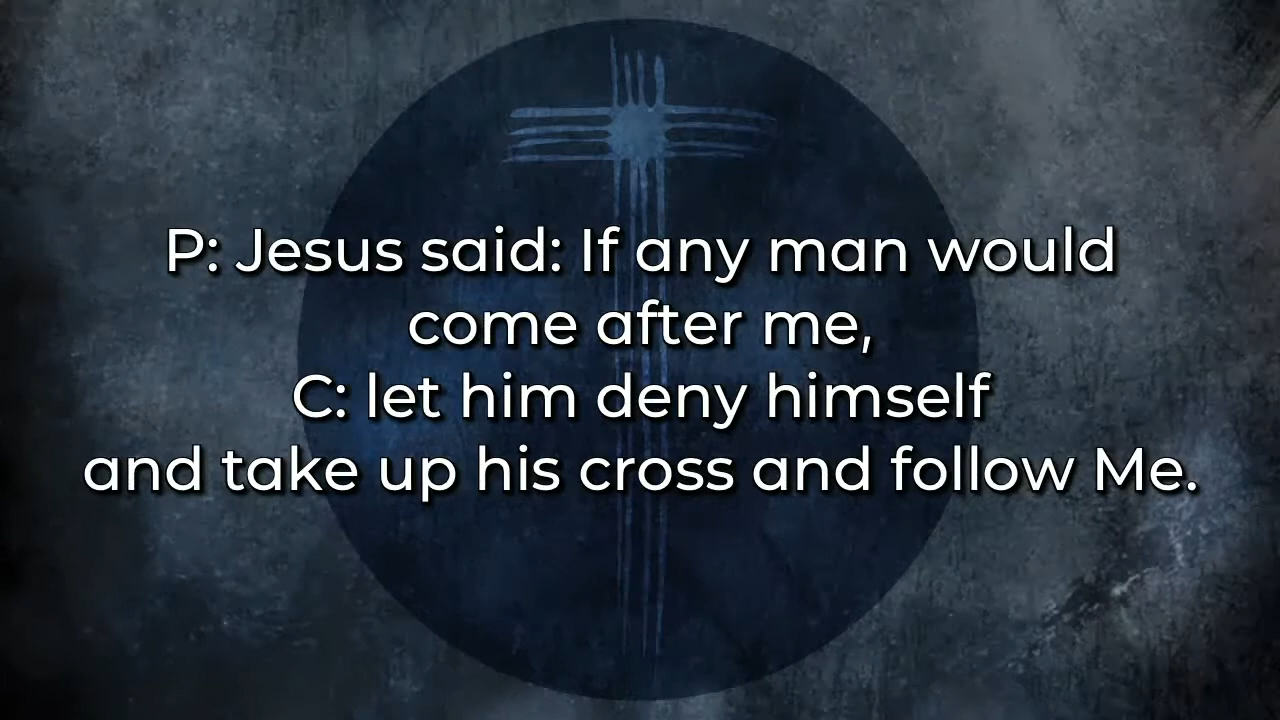 P: Jesus said: If any man would
come after me,
C: let him deny himself
and take up his cross and follow Me.